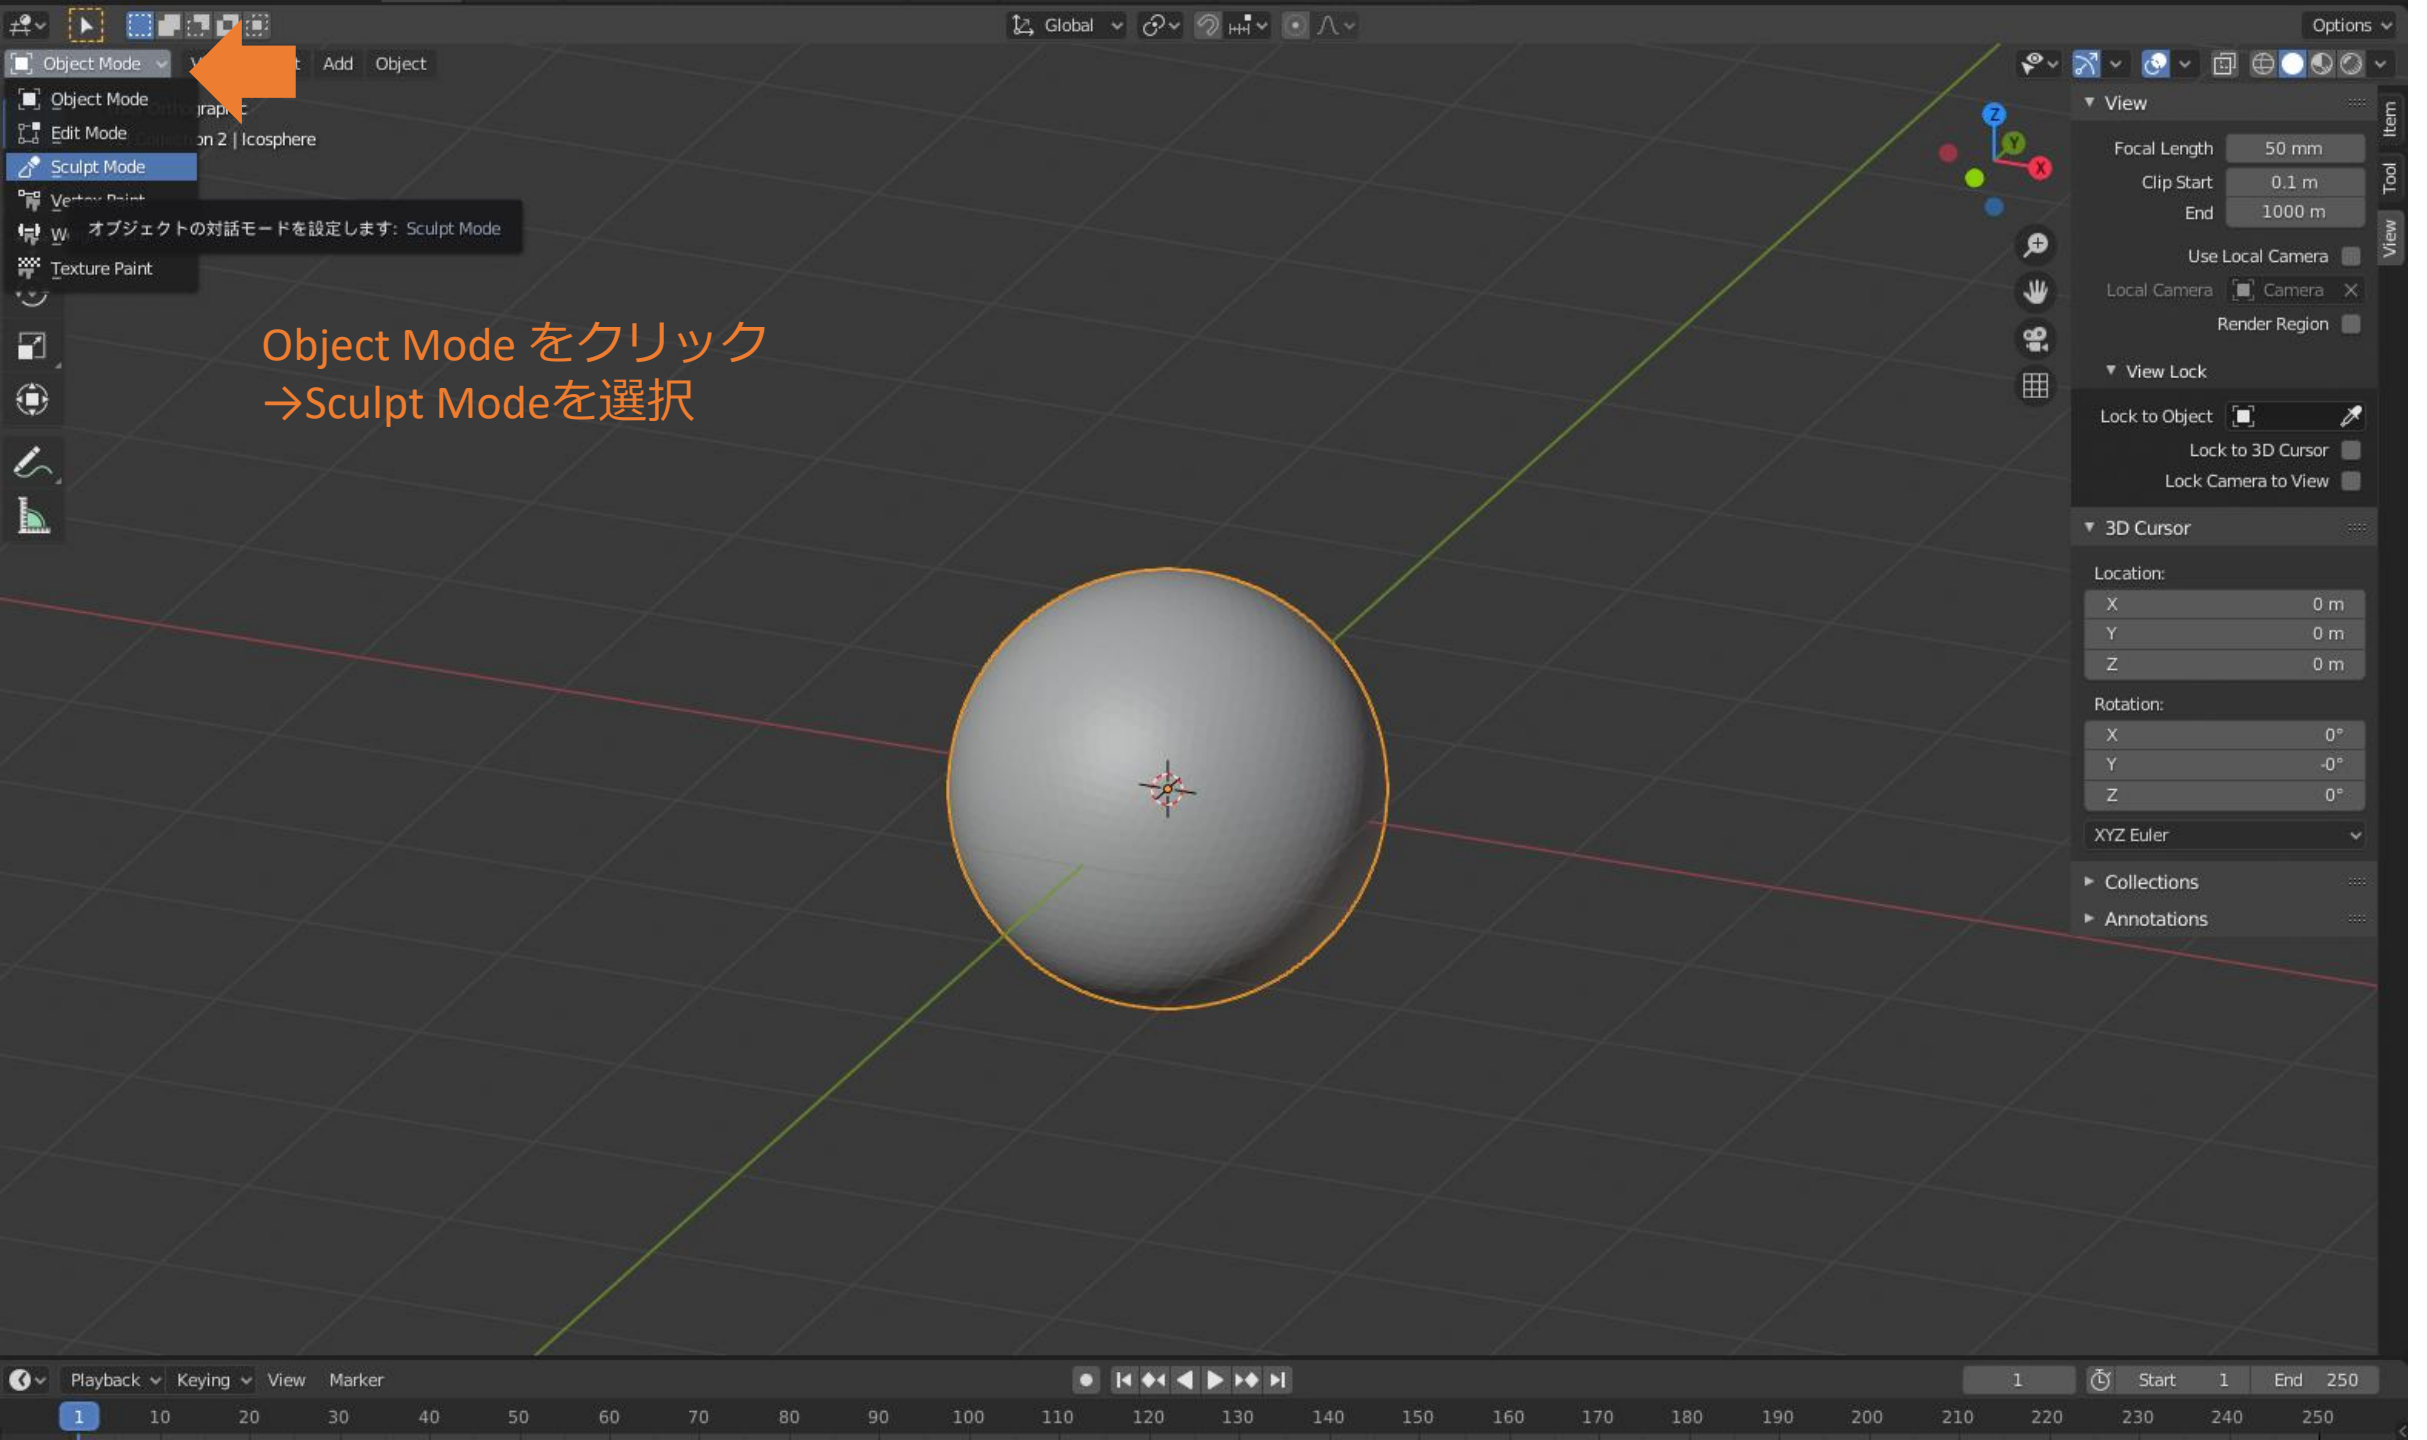 Global
Options
Object Mode
Add
Object
Object Mode
Edit Mode
Sculpt Mode
Vertex Paint
オブジェクトの対話モードを設定します: Sculpt Mode
Texture Paint
on 2 | Icosphere
Object Mode をクリック
→Sculpt Modeを選択
Z
Y
X
View
Focal Length 50 mm
Clip Start 0.1 m
End 1000 m
Use Local Camera
Local Camera Camera
Render Region
View Lock
Lock to Object
Lock to 3D Cursor
Lock Camera to View
3D Cursor
Location:
X 0 m
Y 0 m
Z 0 m
Rotation:
X 0°
Y -0°
Z 0°
XYZ Euler
Collections
Annotations
Item
Tool
View
Playback Keying View Marker
1 Start 1 End 250
1 10 20 30 40 50 60 70 80 90 100 110 120 130 140 150 160 170 180 190 200 210 220 230 240 250